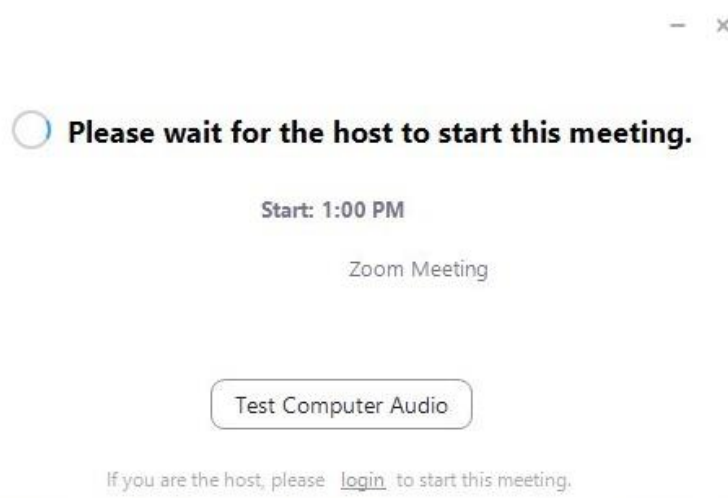 Please wait for the host to start this meeting.
Start: 1:00 PM
Zoom Meeting
Test Computer Audio
If you are the host, please login to start this meeting.